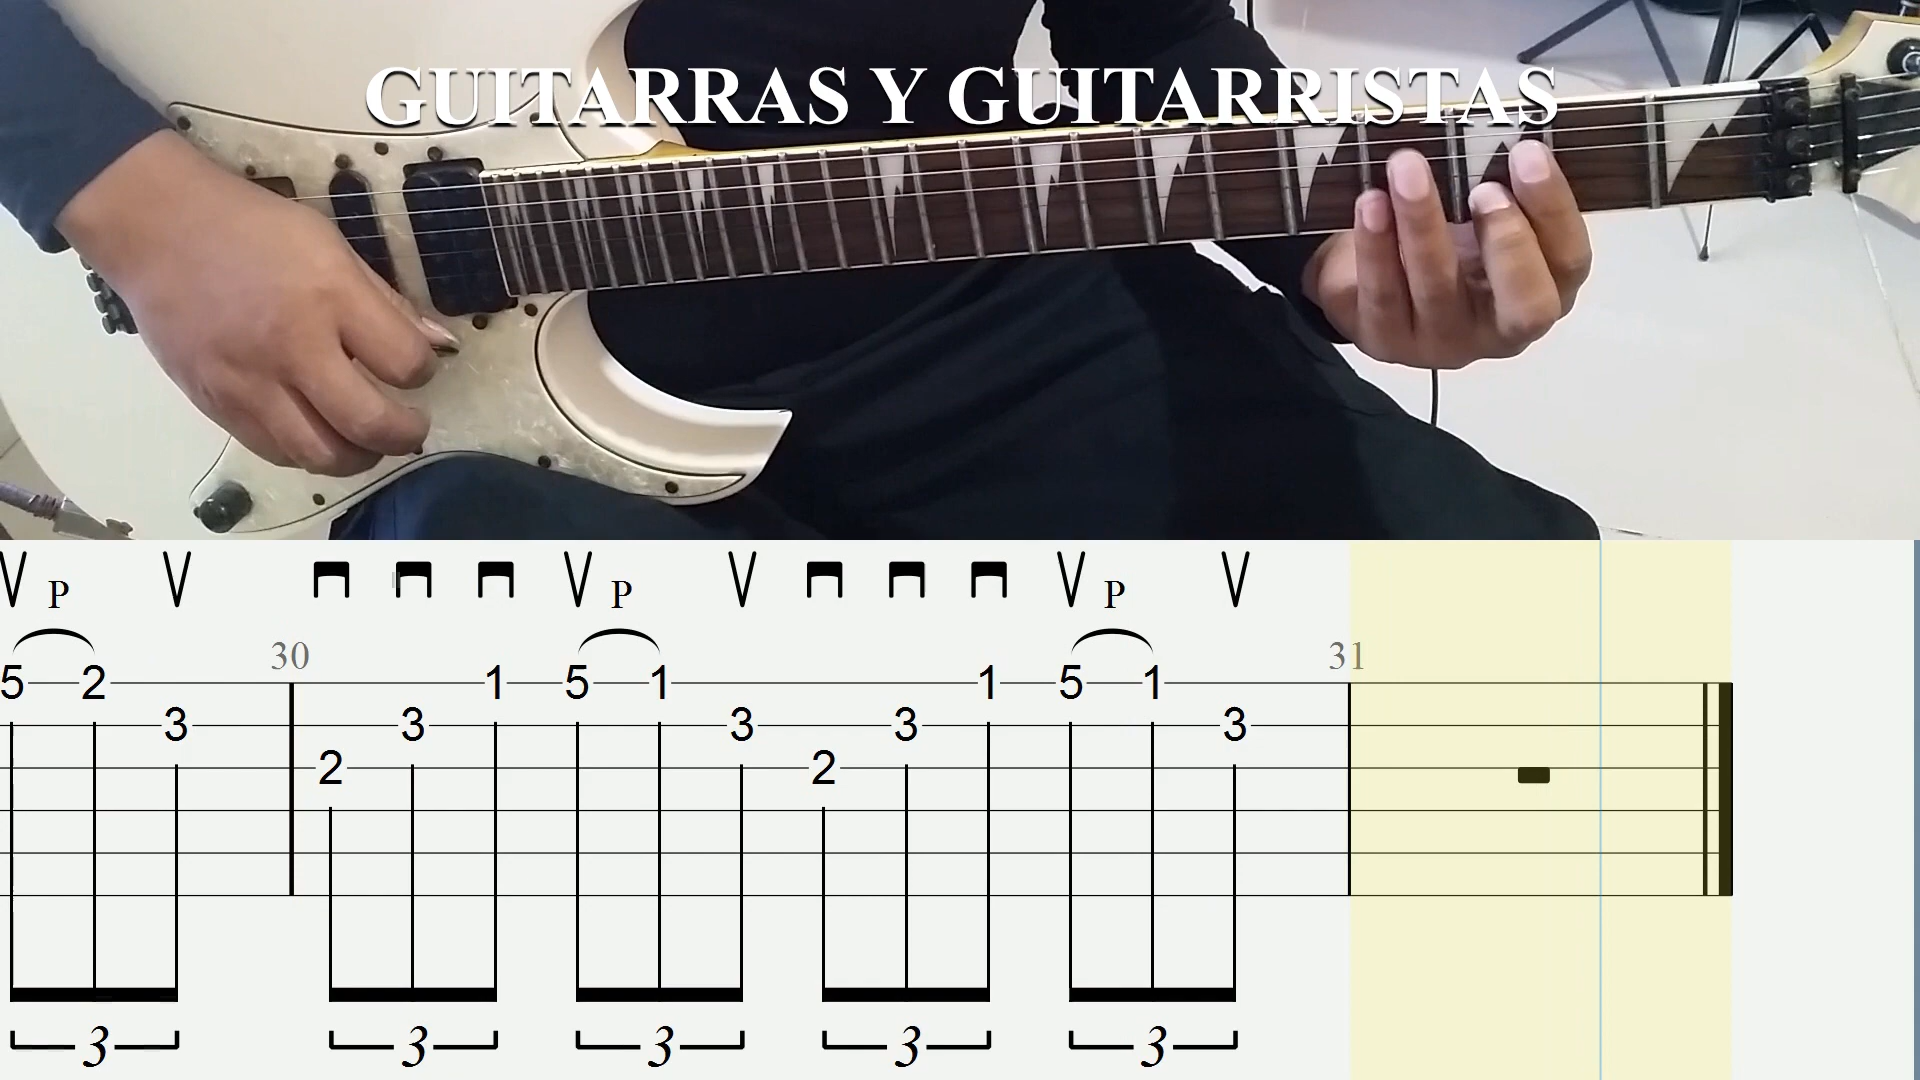 GUITARRAS Y GUITARRISTAS
P P P
30 31
5 2 1 5 1 1 5 1
3 3 3 3 3
2 2
3 3 3 3 3